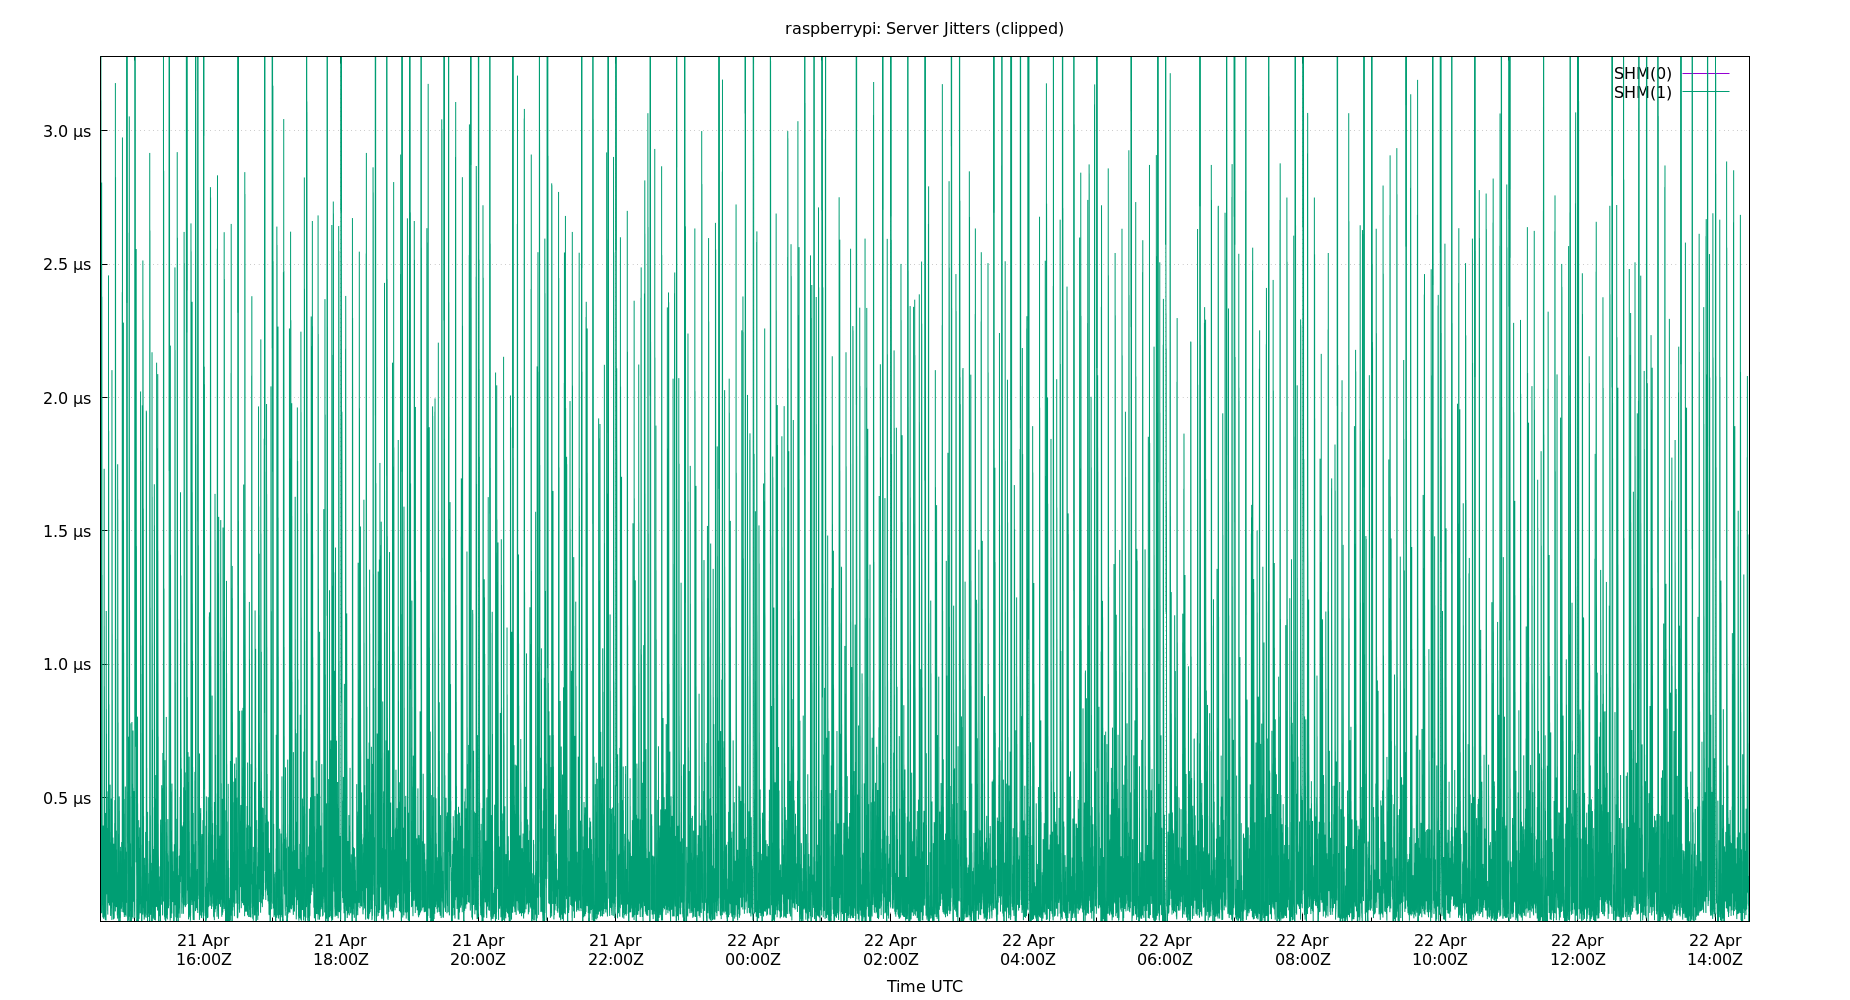 raspberrypi: Server Jitters (clipped)
SHM(0)
SHM(1)
3.0 µs
2.5 µs
2.0 µs
1.5 µs
1.0 µs
0.5 µs
21 Apr 21 Apr 21 Apr 21 Apr 22 Apr 22 Apr 22 Apr 22 Apr 22 Apr 22 Apr 22 Apr 22 Apr
16:00Z 18:00Z 20:00Z 22:00Z 00:00Z 02:00Z 04:00Z 06:00Z 08:00Z 10:00Z 12:00Z 14:00Z
Time UTC